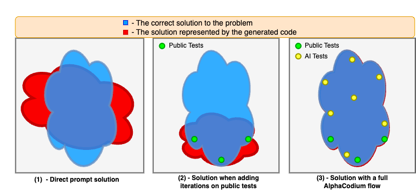 - The correct solution to the problem
- The solution represented by the generated code
Public Tests
Public Tests
AI Tests
(1) - Direct prompt solution
(2) - Solution when adding
iterations on public tests
(3) - Solution with a full
AlphaCodium flow